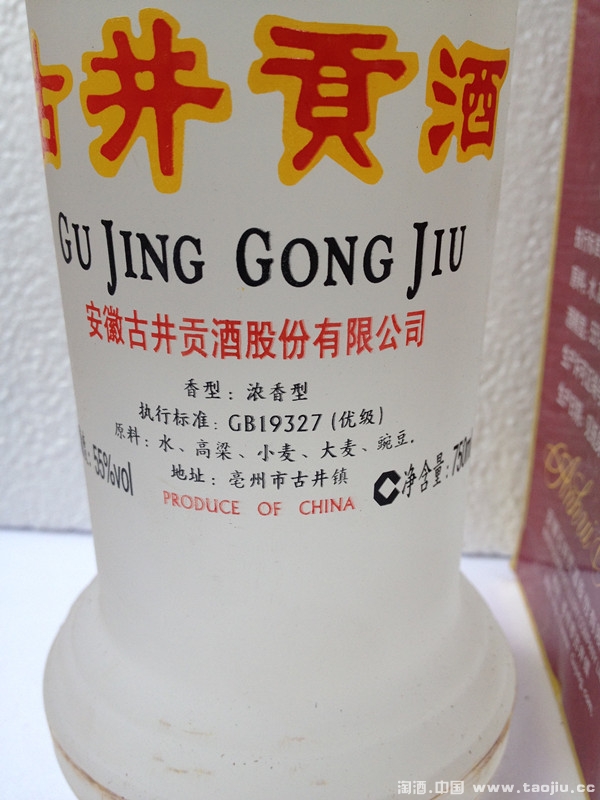 古井贡酒
GU JING GONG JIU
安徽古井贡酒股份有限公司
香型：浓香型
执行标准：GB19327（优级）
原料：水、高粱、小麦、大麦、豌豆.
：55%vol
地址：亳州市古井镇
净含量：750m
PRODUCE OF CHINA
淘酒.中国 www.taojiu.cc